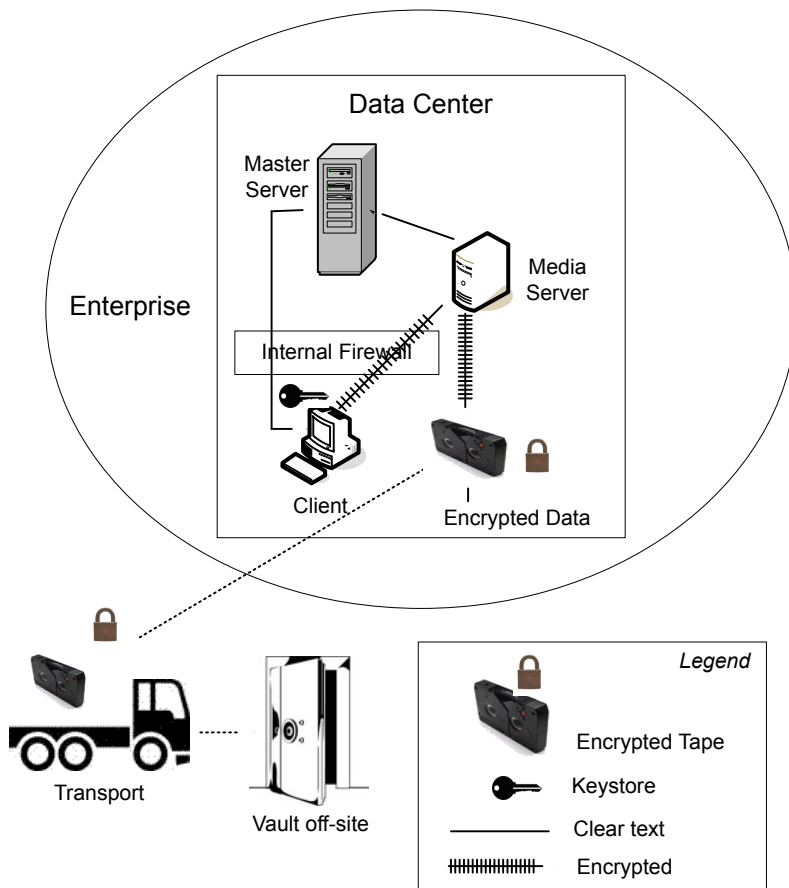 Data Center
Master
Server
Media
Server
Enterprise
Internal Firewall
Client
Encrypted Data
Transport
Vault off-site
Legend
Encrypted Tape
Keystore
Clear text
Encrypted